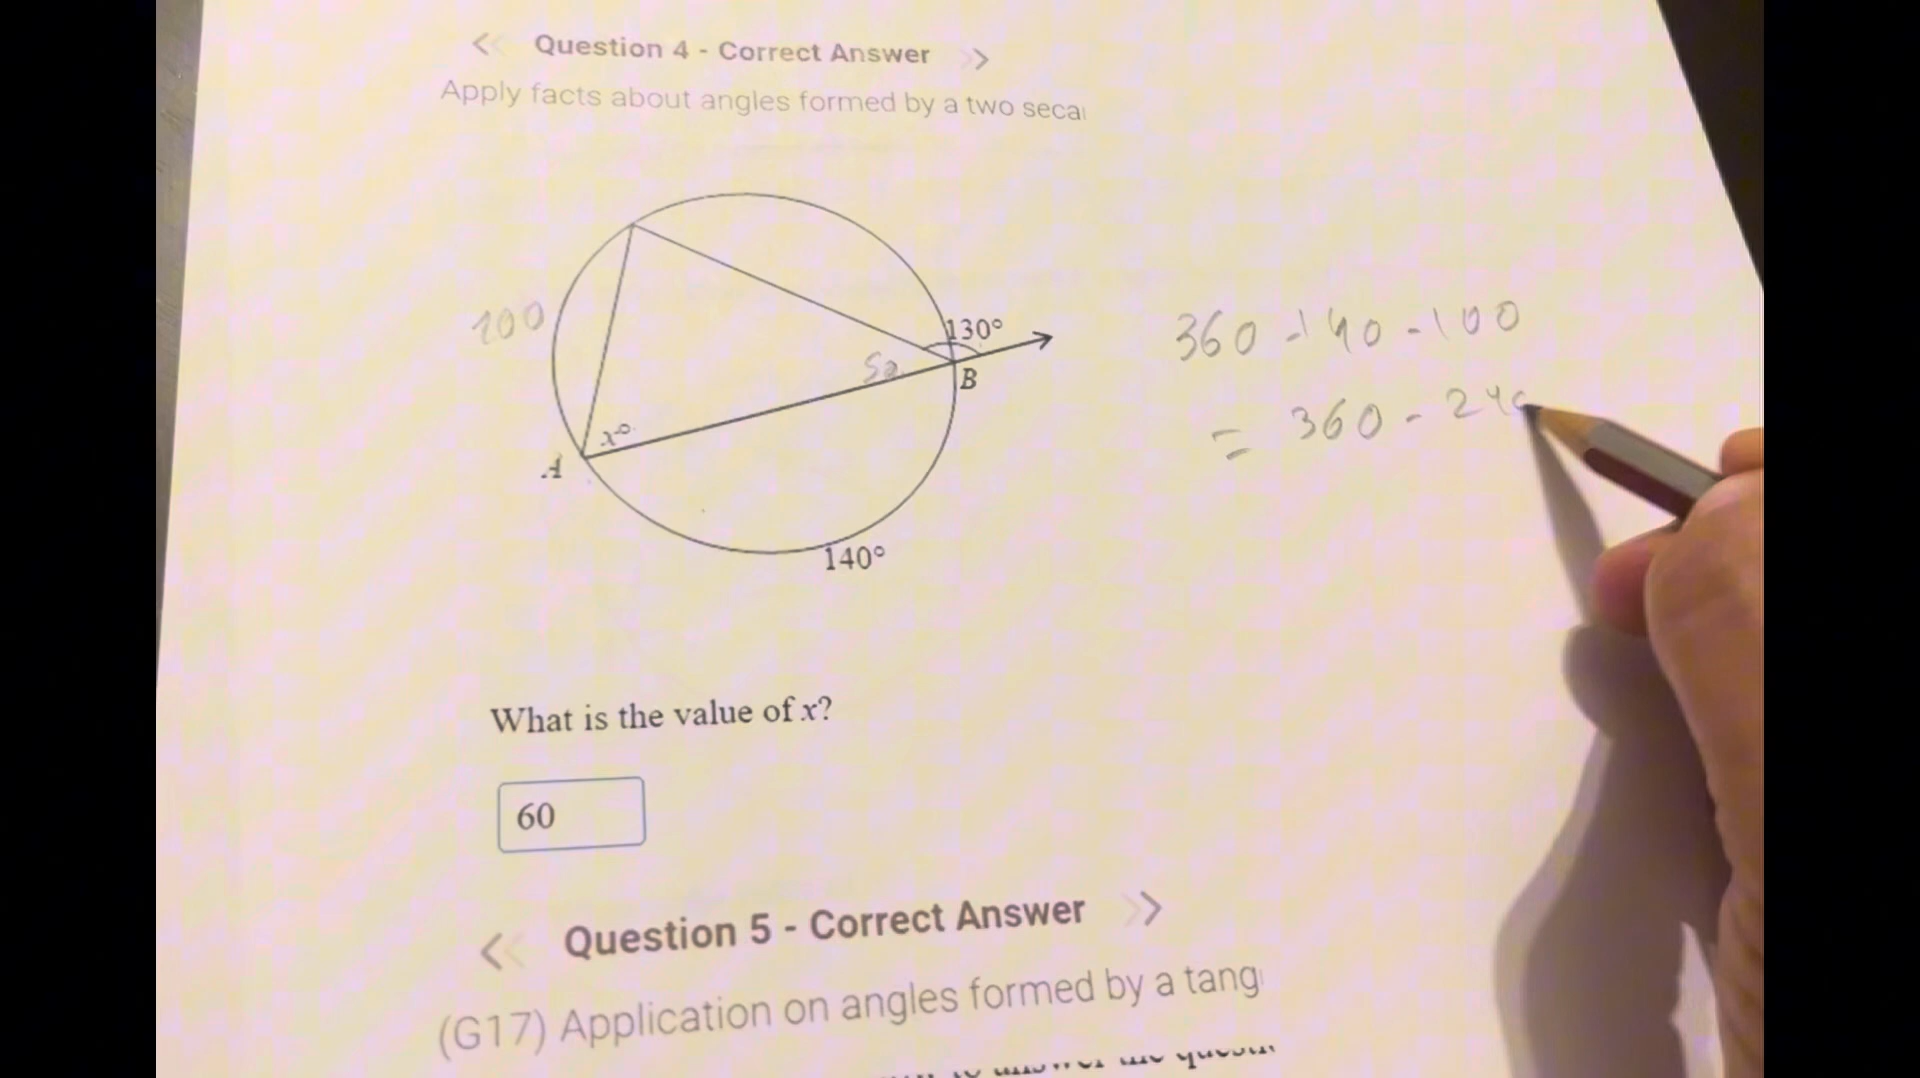 Question 4 - Correct Answer
Apply facts about angles formed by a two seca
100
130°
50
B
x°
A
140°
360 - 140 - 100
= 360 - 240
What is the value of x?
60
Question 5 - Correct Answer
(G17) Application on angles formed by a tang